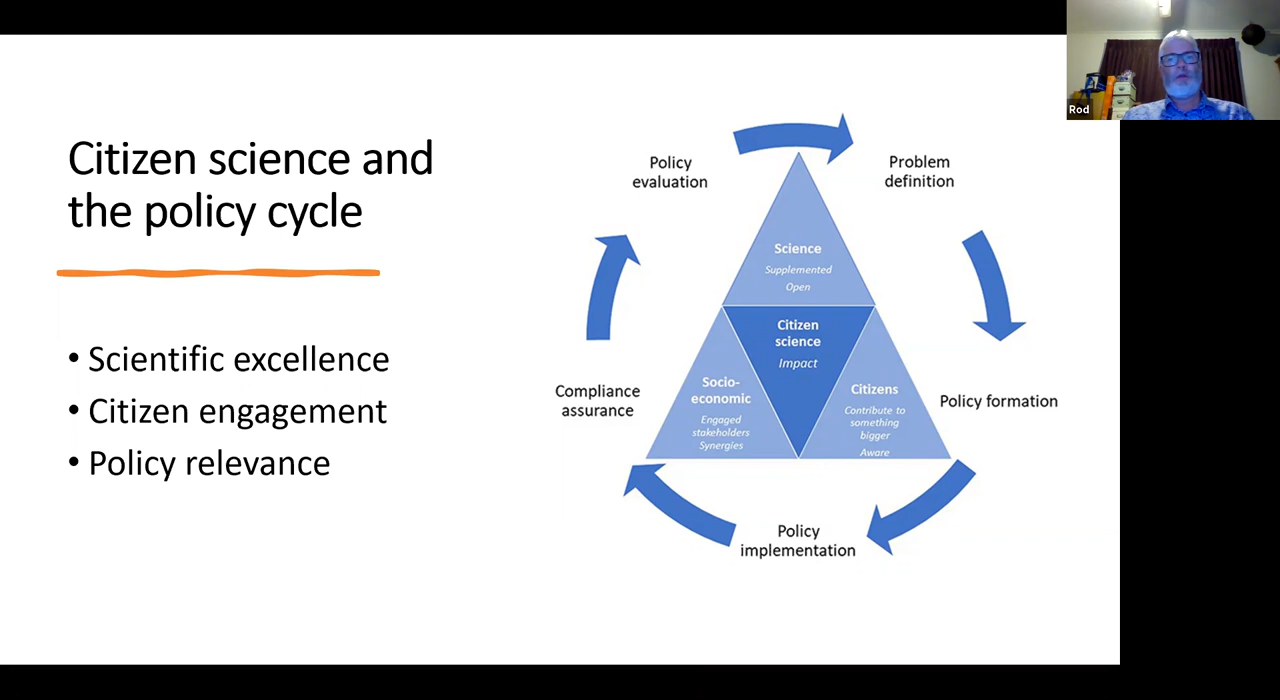 Citizen science and
the policy cycle
• Scientific excellence
• Citizen engagement
• Policy relevance
Policy
evaluation
Problem
definition
Science
Supplemented
Open
Citizen
science
Impact
Socio-
economic
Engaged
stakeholders
Synergies
Citizens
Contribute to
something
bigger
Aware
Compliance
assurance
Policy formation
Policy
implementation
Rod